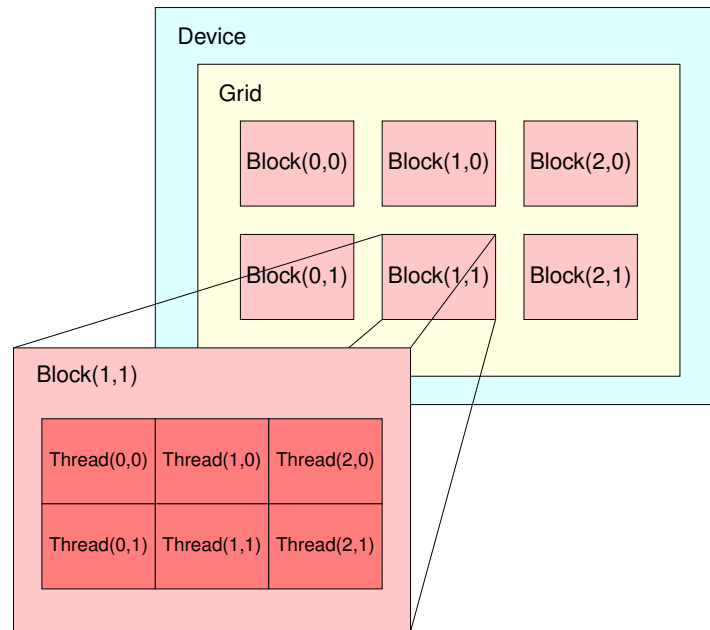 Device
Grid
Block(0,0) Block(1,0) Block(2,0)
Block(0,1) Block(1,1) Block(2,1)
Block(1,1)
Thread(0,0) Thread(1,0) Thread(2,0)
Thread(0,1) Thread(1,1) Thread(2,1)